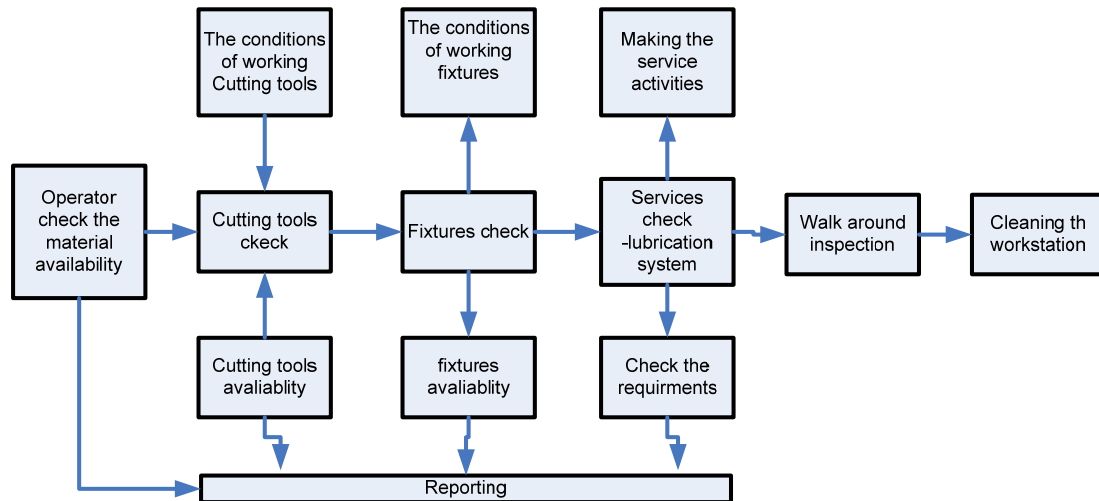 The conditions
of working
Cutting tools
The conditions
of working
fixtures
Making the
service
activities
Operator
check the
material
availability
Cutting tools
ckeck
Fixtures check
Services
check
-lubrication
system
Walk around
inspection
Cleaning th
workstation
Cutting tools
avaliablity
fixtures
avaliablity
Check the
requirments
Reporting